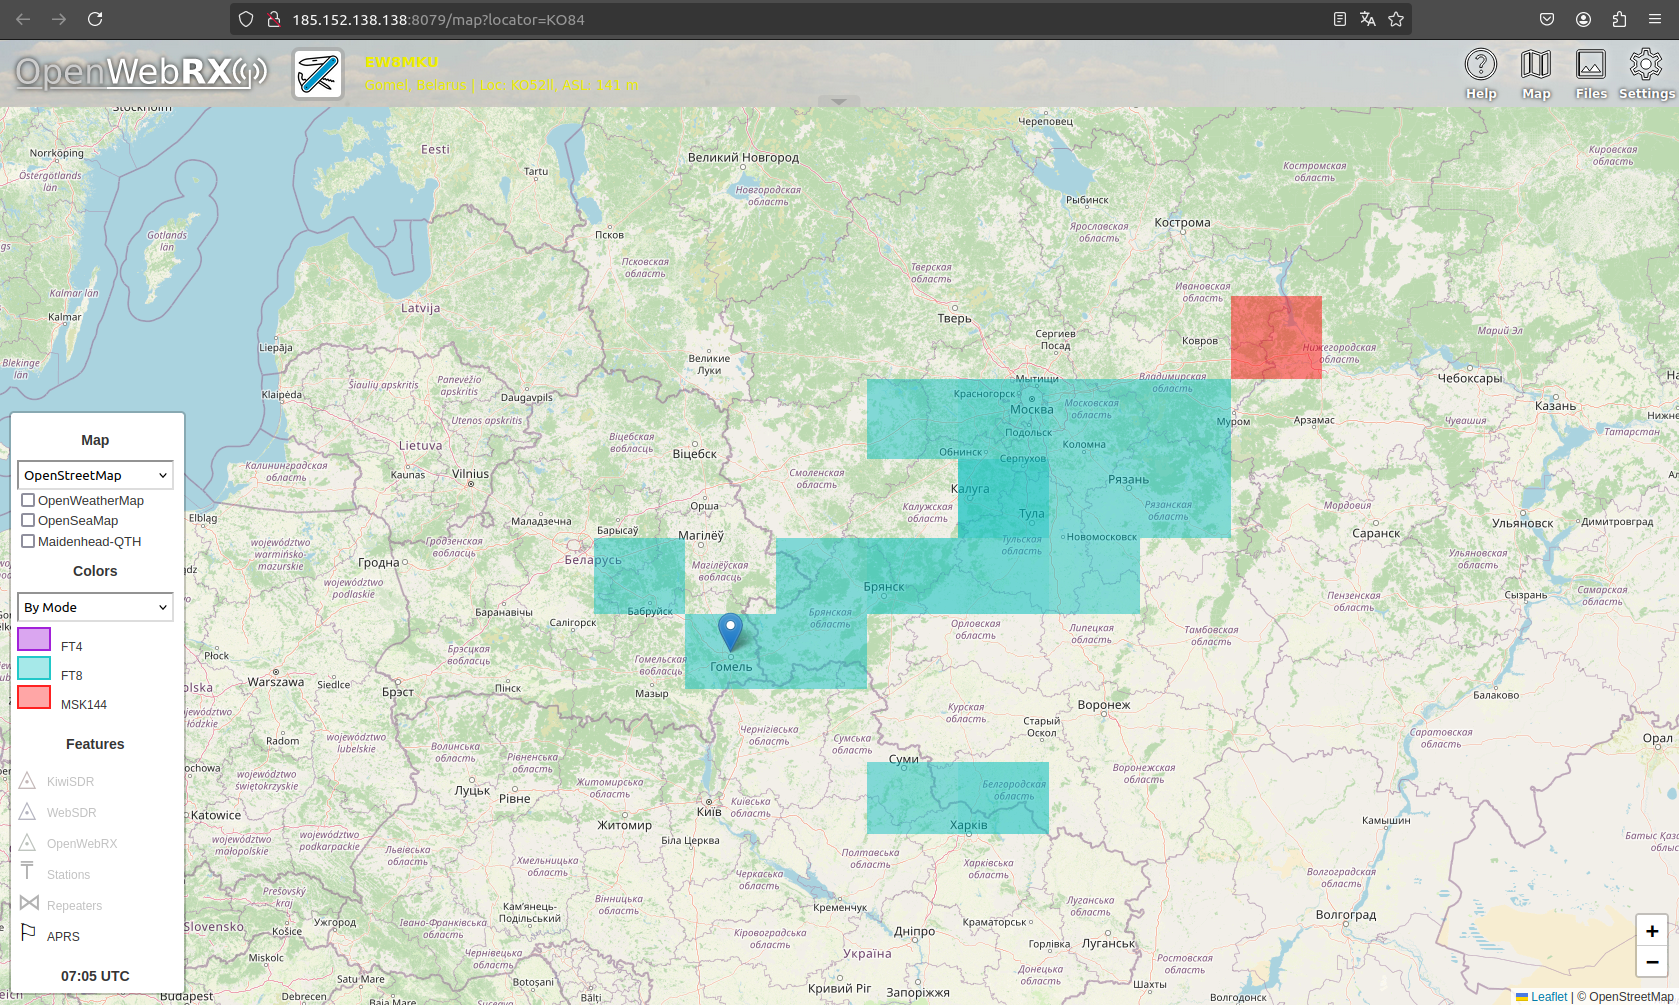 185.152.138.138:8079/map?locator=KO84
OpenWebRX
EW8MKU
Gomel, Belarus | Loc: KO52II, ASL: 141 m
Help
Map
Files
Settings
Stockholm
Череповец
Norrköping
Östergötlands
län
Eesti
Tartu
Великий Новгород
Новгородская
область
Костромская
область
Кировская
область
Рыбинск
Кострома
Ярославская
область
Gotlands
län
Псков
Псковская
область
Тверская
область
Ивановская
область
Kalmar län
Kalmar
Latvija
Тверь
Сергиев
Посад
Ковров
Нижегородская
область
Марий Эл
Liepāja
Великие
Луки
Blekinge
län
Klaipėda
Šiaulių apskritis
Panevėžio
apskritis
Daugavpils
Utenos apskritis
Мытищи
Красногорск
Москва
Московская
область
Владимирская
область
Чебоксары
Казань
Подольск
Коломна
Муром
Арзамас
Чувашия
Татарстан
Lietuva
Віцебская
вобласць
Віцебск
Обнинск
Серпухов
Калининградская
область
Kaunas
Vilnius
Смоленская
область
Калуга
Рязань
Рязанская
область
Мордовия
Elbląg
Маладзечна
Орша
Калужская
область
Тула
Тульская
область
Новомосковск
Саранск
Ульяновск
Димитровград
Барысаў
Магілёў
województwo
warmińsko-
mazurskie
Гродзенская
вобласць
Гродна
Беларусь
Магілёўская
вобласць
Брянск
Ульяновская
область
województwo
podlaskie
Баранавічы
Бабруйск
Салігорск
Брянская
область
Орловская
область
Липецкая
область
Тамбовская
область
Пензенская
область
Сызрань
Самарская
область
Płock
Брэсцкая
вобласць
Гомельская
вобласць
Гомель
Warszawa
Siedlce
Брэст
Пінск
Мазыр
Балаково
województwo
lubelskie
Radom
Чернігівська
область
Курская
область
Старый
Оскол
Воронеж
Саратовская
область
Орал
Волинська
область
Рівненська
область
Сумська
область
Суми
Воронежская
область
województwo
świętokrzyskie
Луцьк
Рівне
Житомирська
область
Київ
Київська
область
Белгородская
область
Katowice
Житомир
Харків
Камышин
Біла Церква
województwo
małopolskie
województwo
podkarpackie
Львівська
область
Хмельницька
область
Черкаська
область
Полтавська
область
Харківська
область
Волгоградская
область
Prešovský
kraj
Вінницька
область
Кременчук
Луганська
область
Slovensko
Košice
Ужгород
Івано-Франківська
область
Кам'янець-
Подільський
Кіровоградська
область
Дніпро
Краматорськ
Волгоград
Горлівка
Луганськ
Miskolc
Чернівецька
область
Україна
Донецька
область
Ростовская
область
Satu Mare
Botoșani
Budapest
Debrecen
Baia Mare
Suceava
Bălți
Кривий Ріг
Запоріжжя
Шахты
Волгодонск
Map
OpenStreetMap
OpenWeatherMap
OpenSeaMap
Maidenhead-QTH
Colors
By Mode
FT4
FT8
MSK144
Features
KiwiSDR
WebSDR
OpenWebRX
Stations
Repeaters
APRS
07:05 UTC
+
−
Leaflet | © OpenStreetMap